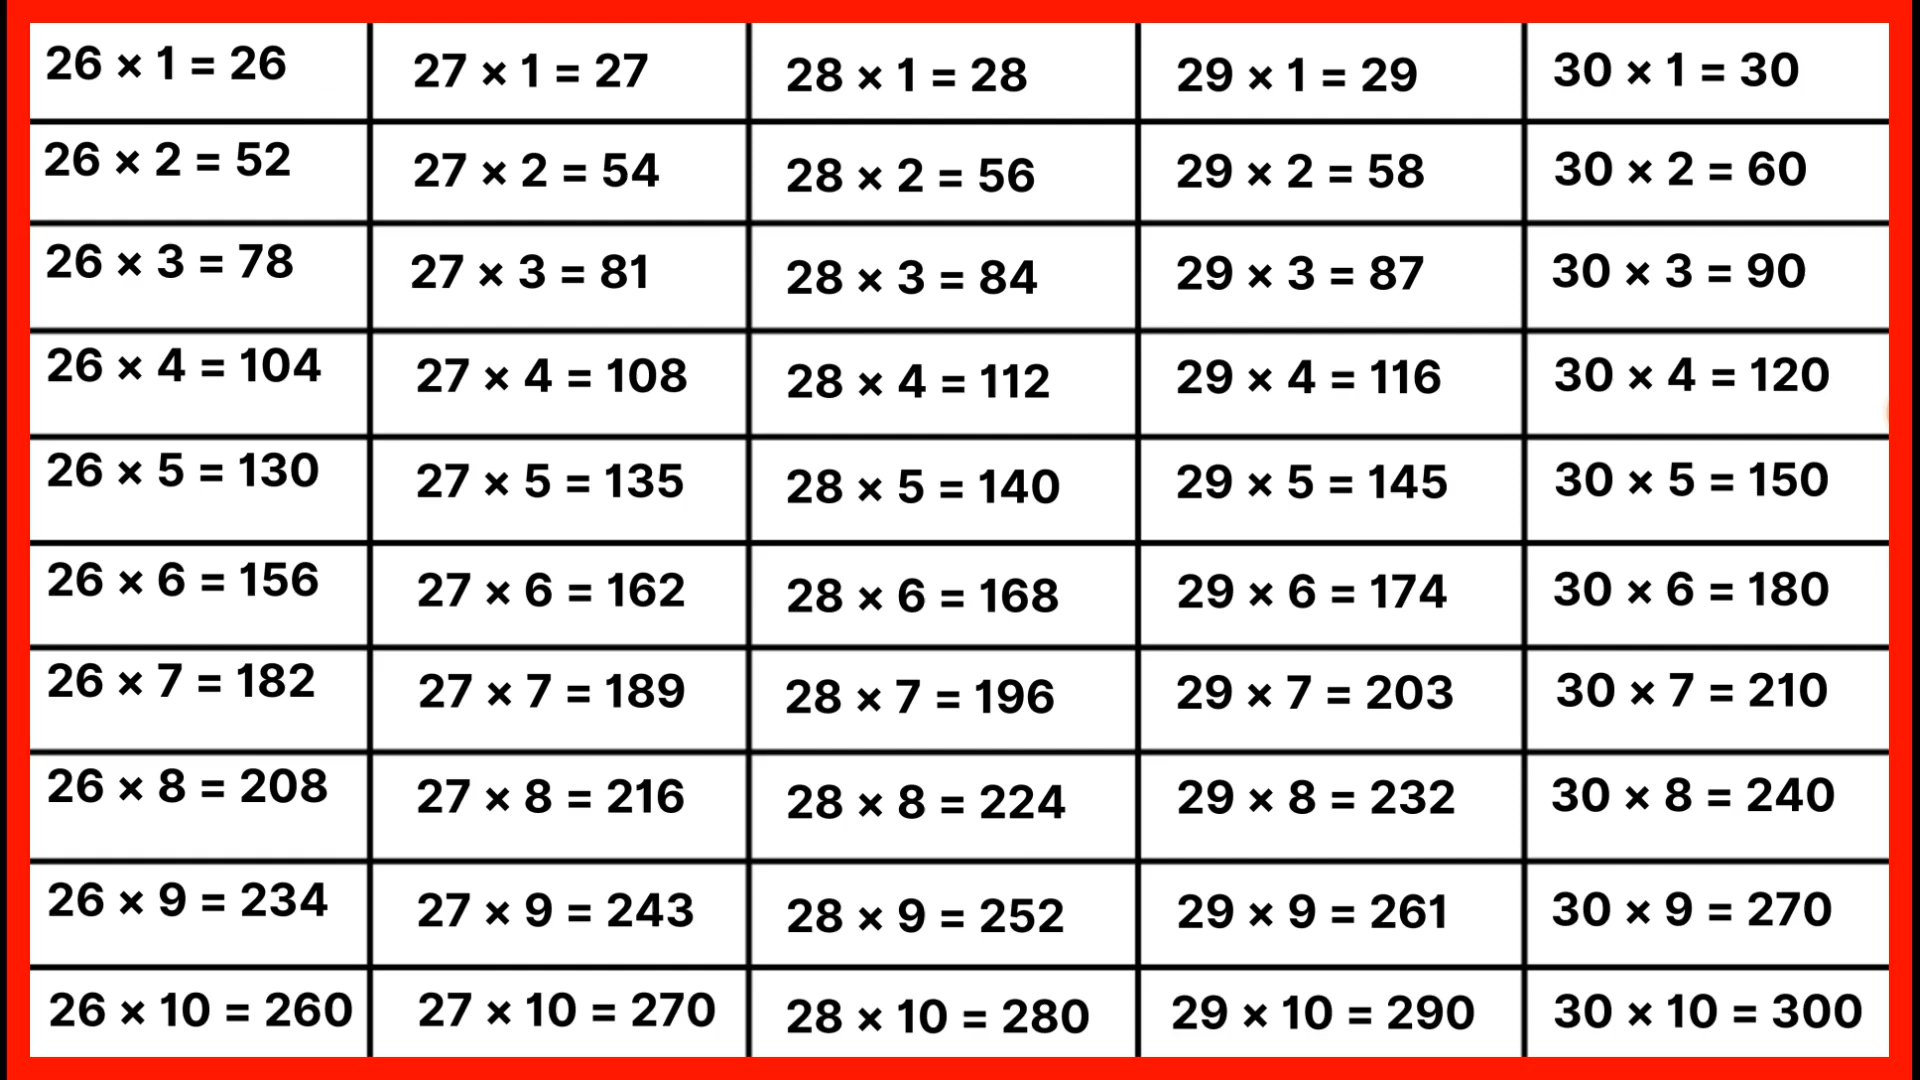 26 × 1 = 26 27 × 1 = 27 28 × 1 = 28 29 × 1 = 29 30 × 1 = 30
26 × 2 = 52 27 × 2 = 54 28 × 2 = 56 29 × 2 = 58 30 × 2 = 60
26 × 3 = 78 27 × 3 = 81 28 × 3 = 84 29 × 3 = 87 30 × 3 = 90
26 × 4 = 104 27 × 4 = 108 28 × 4 = 112 29 × 4 = 116 30 × 4 = 120
26 × 5 = 130 27 × 5 = 135 28 × 5 = 140 29 × 5 = 145 30 × 5 = 150
26 × 6 = 156 27 × 6 = 162 28 × 6 = 168 29 × 6 = 174 30 × 6 = 180
26 × 7 = 182 27 × 7 = 189 28 × 7 = 196 29 × 7 = 203 30 × 7 = 210
26 × 8 = 208 27 × 8 = 216 28 × 8 = 224 29 × 8 = 232 30 × 8 = 240
26 × 9 = 234 27 × 9 = 243 28 × 9 = 252 29 × 9 = 261 30 × 9 = 270
26 × 10 = 260 27 × 10 = 270 28 × 10 = 280 29 × 10 = 290 30 × 10 = 300